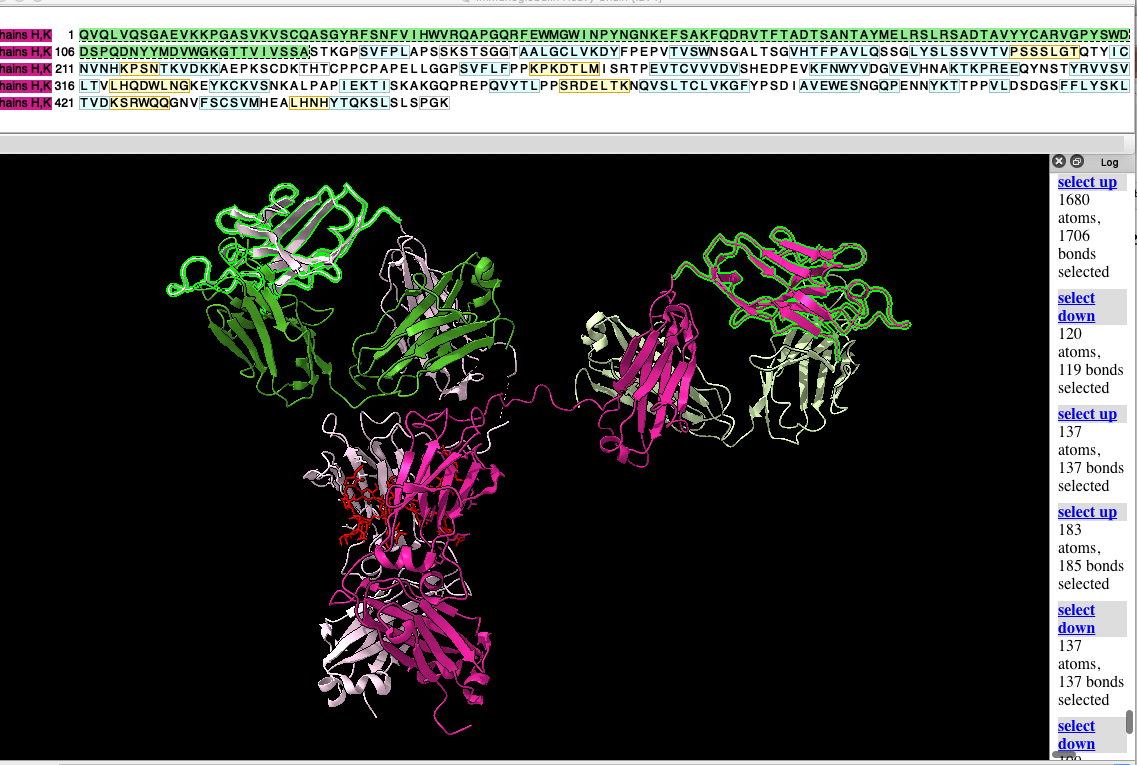 hains H,K 1 QVQLVQSGAEVKKPGASVKVSCQASGYRFSNFVIHWVRQAPGQRFEWMGWINPYNGNKEFSAKFQDRVTFTADTSANTAYMELRSLRSADTAVYYCARVGPYSWD
hains H,K 106 DSPQDNYYMDVWGKGTTVIVSSASTKGPSVFPLAPSSKSTSGGTAALGCLVKDYFPEPVTVSWNSGALTSGVHTFPAVLQSSGLYSLSSVVTVPSSSLGTQTYIC
hains H,K 211 NVNHKPSNTKVDKKAEPKSCDKTHTCPPCPAPELLGGPSVFLFPPKPKDTLMISRTPEVTCVVVDVSHEDPEVKFNWYVDGVEVHNAKTKPREEQYNSTYRVVSV
hains H,K 316 LTVLHQDWLNGKEYKCKVSNKALPAPIEKTISKAKGQPREPQVYTLPPSRDELTKNQVSLTCLVKGFYPSDIAVEWESNGQPENNYKTTPPVLDSDGSFFLYSKL
hains H,K 421 TVDKSRWQQGNVFSCSVMHEALHNHYTQKSLSLSPGK
Log
select up
1680
atoms,
1706
bonds
selected
select
down
120
atoms,
119 bonds
selected
select up
137
atoms,
137 bonds
selected
select up
183
atoms,
185 bonds
selected
select
down
137
atoms,
137 bonds
selected
select
down